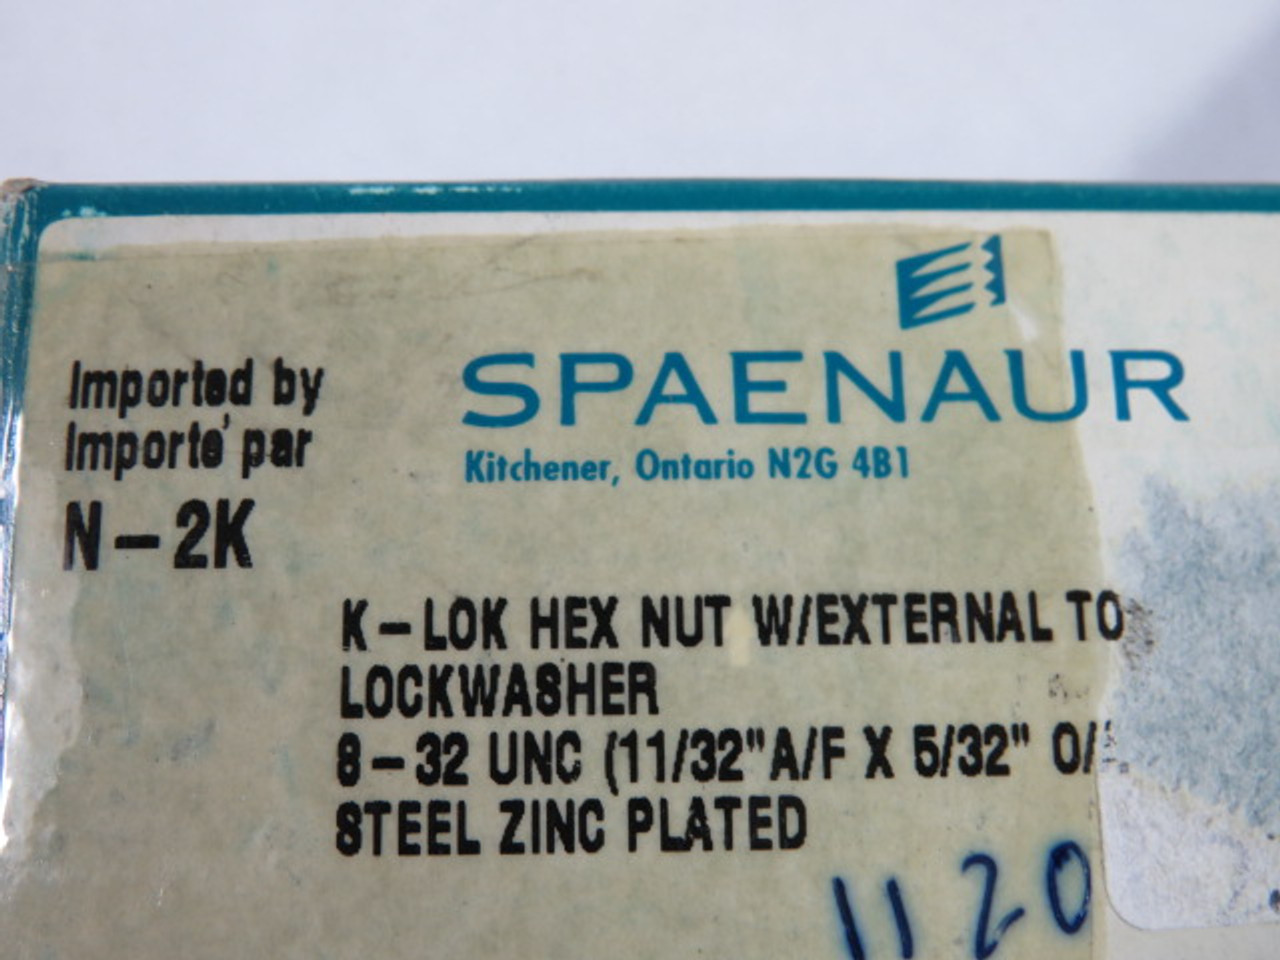 SPAENAUR
Imported by
Importé par
Kitchener, Ontario N2G 4B1
N-2K
K-LOK HEX NUT W/EXTERNAL TO
LOCKWASHER
8-32 UNC (11/32"A/F X 5/32" O/
STEEL ZINC PLATED
1120